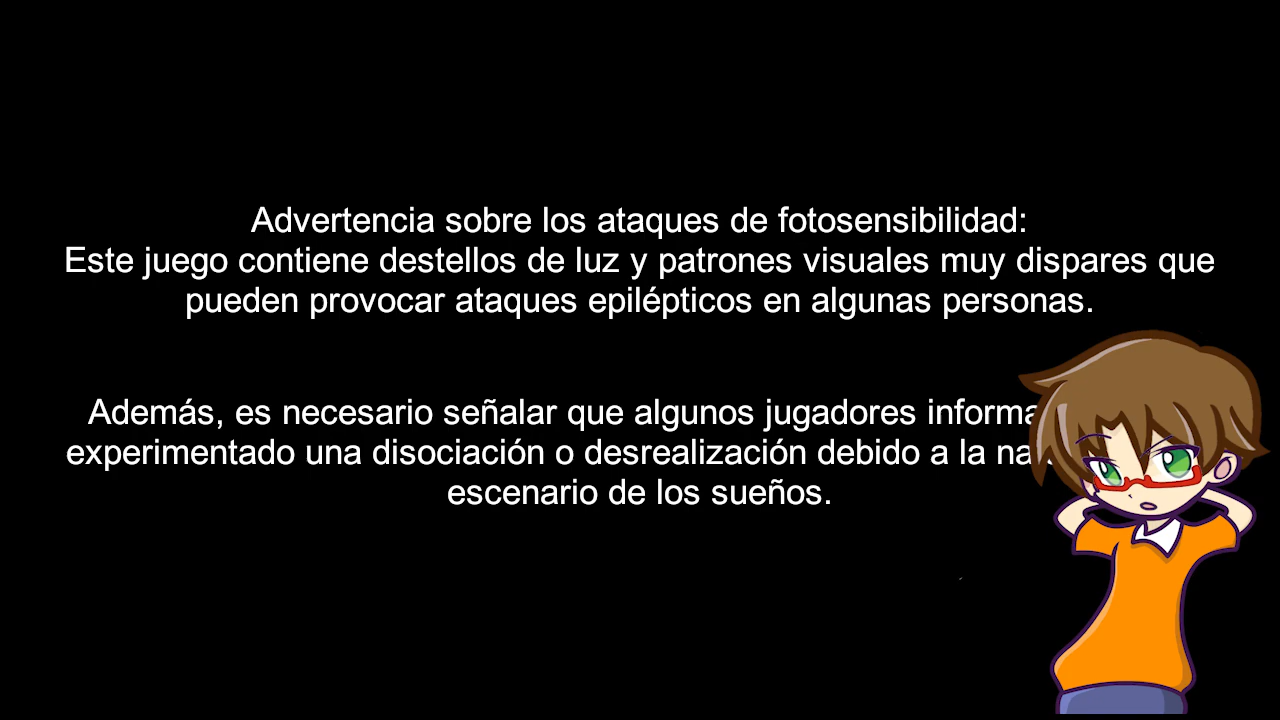 Advertencia sobre los ataques de fotosensibilidad:
Este juego contiene destellos de luz y patrones visuales muy dispares que
pueden provocar ataques epilépticos en algunas personas.
Además, es necesario señalar que algunos jugadores
experimentado una disociación o desrealización debido a la
escenario de los sueños.